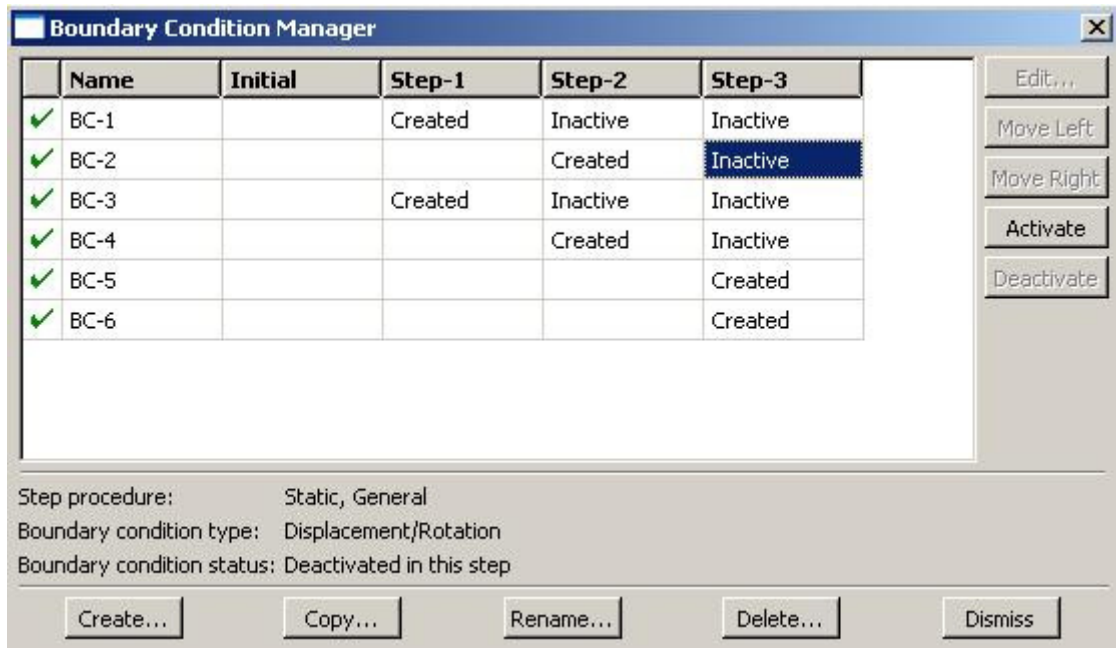 Boundary Condition Manager
Name Initial Step-1 Step-2 Step-3
BC-1 Created Inactive Inactive
BC-2 Created Inactive
BC-3 Created Inactive Inactive
BC-4 Created Inactive
BC-5 Created
BC-6 Created
Edit...
Move Left
Move Right
Activate
Deactivate
Step procedure: Static, General
Boundary condition type: Displacement/Rotation
Boundary condition status: Deactivated in this step
Create... Copy... Rename... Delete... Dismiss